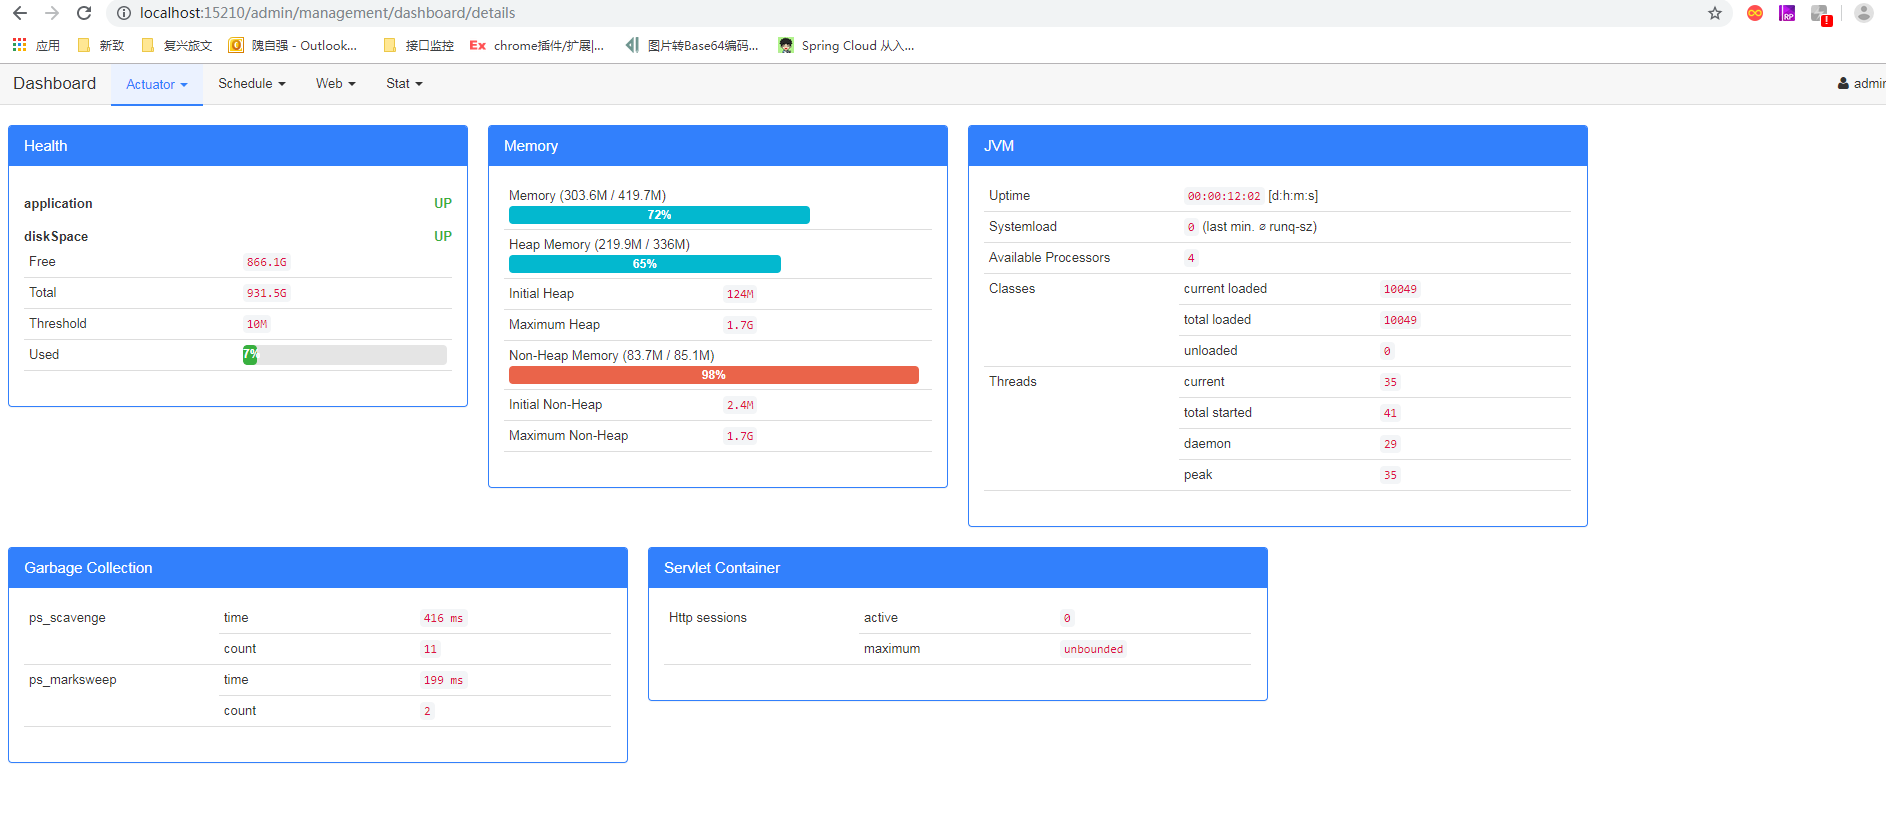 localhost:15210/admin/management/dashboard/details
应用 新致 复兴旅文 隗自强 - Outlook... 接口监控 Ex chrome插件/扩展|... 图片转Base64编码... Spring Cloud 从入...
Dashboard Actuator Schedule Web Stat admin
Health
application UP
diskSpace UP
Free 866.1G
Total 931.5G
Threshold 10M
Used 7%
Memory
Memory (303.6M / 419.7M)
72%
Heap Memory (219.9M / 336M)
65%
Initial Heap 124M
Maximum Heap 1.7G
Non-Heap Memory (83.7M / 85.1M)
98%
Initial Non-Heap 2.4M
Maximum Non-Heap 1.7G
JVM
Uptime 00:00:12:02 [d:h:m:s]
Systemload 0 (last min. ⌀ runq-sz)
Available Processors 4
Classes current loaded 10049
total loaded 10049
unloaded 0
Threads current 35
total started 41
daemon 29
peak 35
Garbage Collection
ps_scavenge time 416 ms
count 11
ps_marksweep time 199 ms
count 2
Servlet Container
Http sessions active 0
maximum unbounded